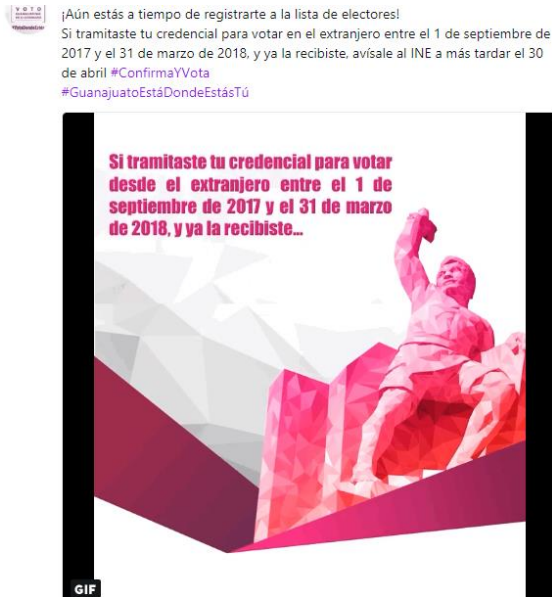 VOTO
¡Aún estás a tiempo de registrarte a la lista de electores!
Si tramitaste tu credencial para votar en el extranjero entre el 1 de septiembre de
2017 y el 31 de marzo de 2018, y ya la recibiste, avísale al INE a más tardar el 30
de abril #ConfirmaYVota
#GuanajuatoEstáDondeEstásTú
Si tramitaste tu credencial para votar
desde el extranjero entre el 1 de
septiembre de 2017 y el 31 de marzo
de 2018, y ya la recibiste...
GIF